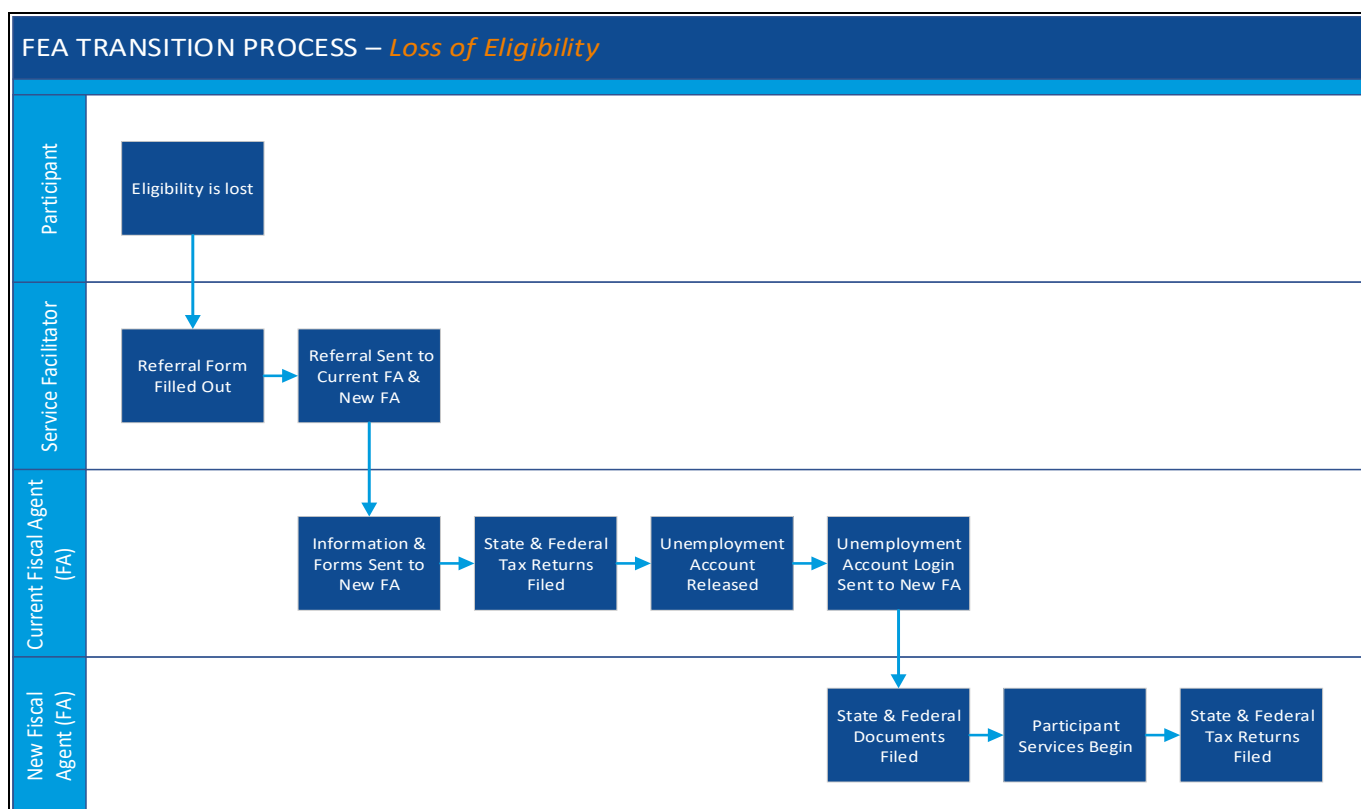 FEA TRANSITION PROCESS – Loss of Eligibility
Participant
Eligibility is lost
Service Facilitator
Referral Form
Filled Out
Referral Sent to
Current FA &
New FA
Current Fiscal Agent
(FA)
Information &
Forms Sent to
New FA
State & Federal
Tax Returns
Filed
Unemployment
Account
Released
Unemployment
Account Login
Sent to New FA
New Fiscal
Agent (FA)
State & Federal
Documents
Filed
Participant
Services Begin
State & Federal
Tax Returns
Filed